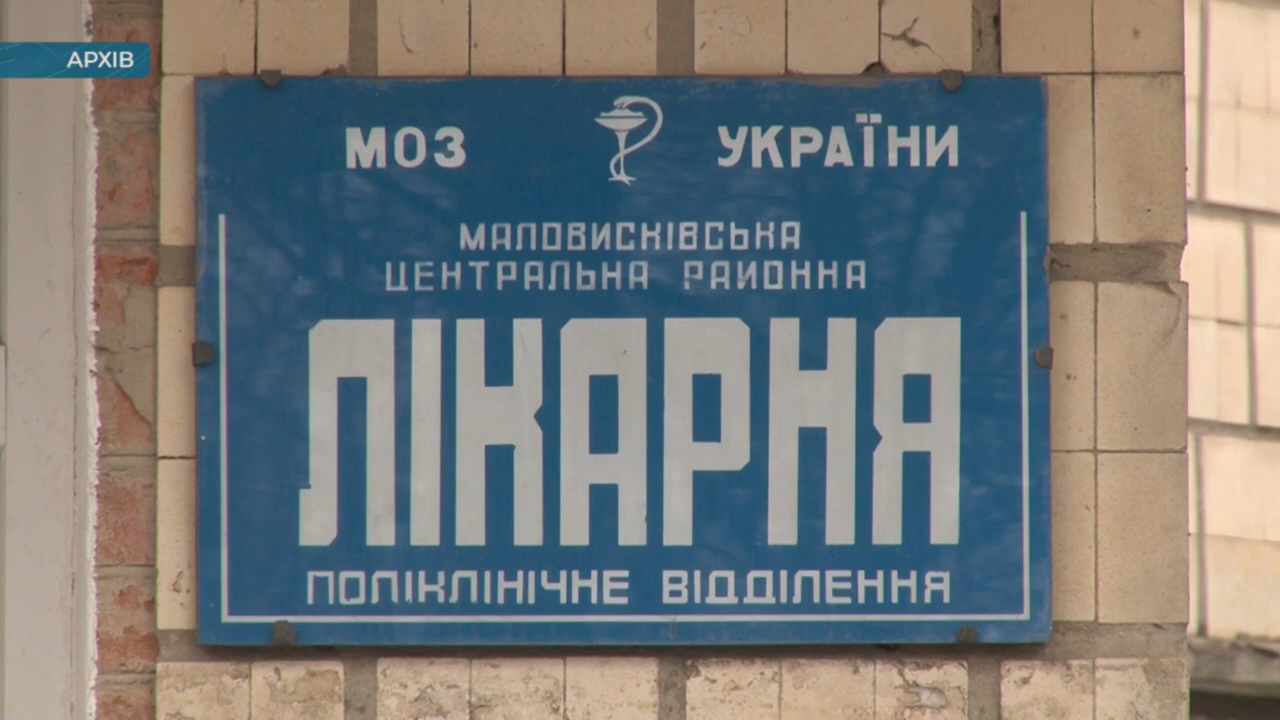 АРХІВ
МОЗ УКРАЇНИ
МАЛОВИСКІВСЬКА
ЦЕНТРАЛЬНА РАЙОННА
ЛІКАРНЯ
ПОЛІКЛІНІЧНЕ ВІДДІЛЕННЯ